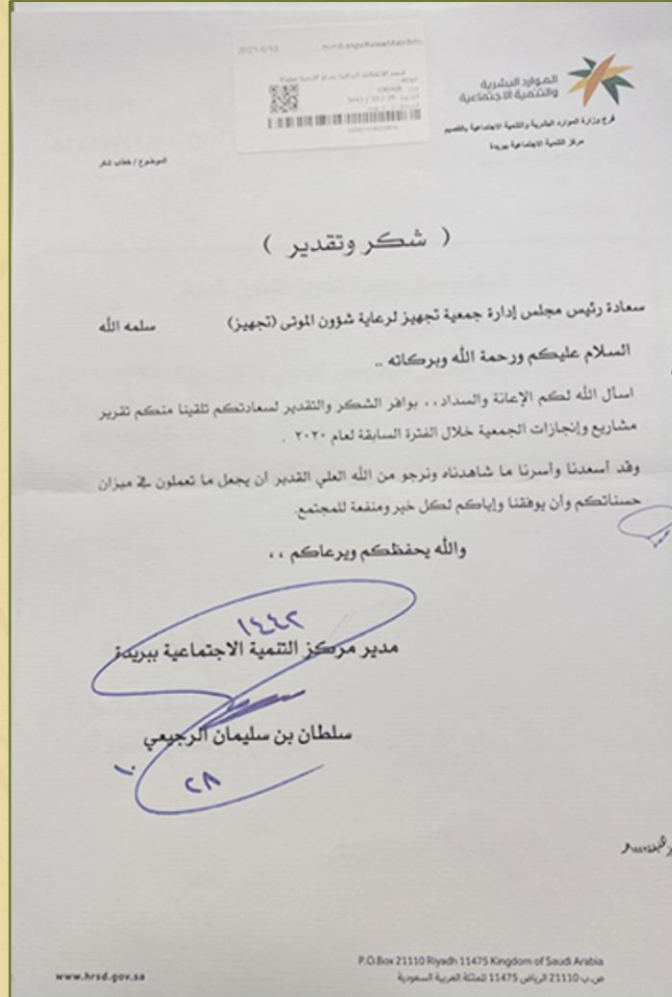 الموارد البشرية
والتنمية الاجتماعية
فرع وزارة الموارد البشرية والتنمية الاجتماعية بالقصيم
مركز التنمية الاجتماعية ببريدة
الموضوع / خطاب شكر
( شكر وتقدير )
سعادة رئيس مجلس إدارة جمعية تجهيز لرعاية شؤون الموتى (تجهيز) سلمه الله
السلام عليكم ورحمة الله وبركاته ..
اسأل الله لكم الإعانة والسداد،، بوافر الشكر والتقدير لسعادتكم تلقينا منكم تقرير
مشاريع وإنجازات الجمعية خلال الفترة السابقة لعام ٢٠٢٠ .
وقد أسعدنا وأسرنا ما شاهدناه ونرجو من الله العلي القدير أن يجعل ما تعملون في ميزان
حسناتكم وأن يوفقنا وإياكم لكل خير ومنفعة للمجتمع.
والله يحفظكم ويرعاكم ،،
١٤٤٢
مدير مركز التنمية الاجتماعية ببريدة
سلطان بن سليمان الرجيعي
١٠
٢٨
P.O.Box 21110 Riyadh 11475 Kingdom of Saudi Arabia
ص.ب 21110 الرياض 11475 المملكة العربية السعودية
www.hrsd.gov.sa